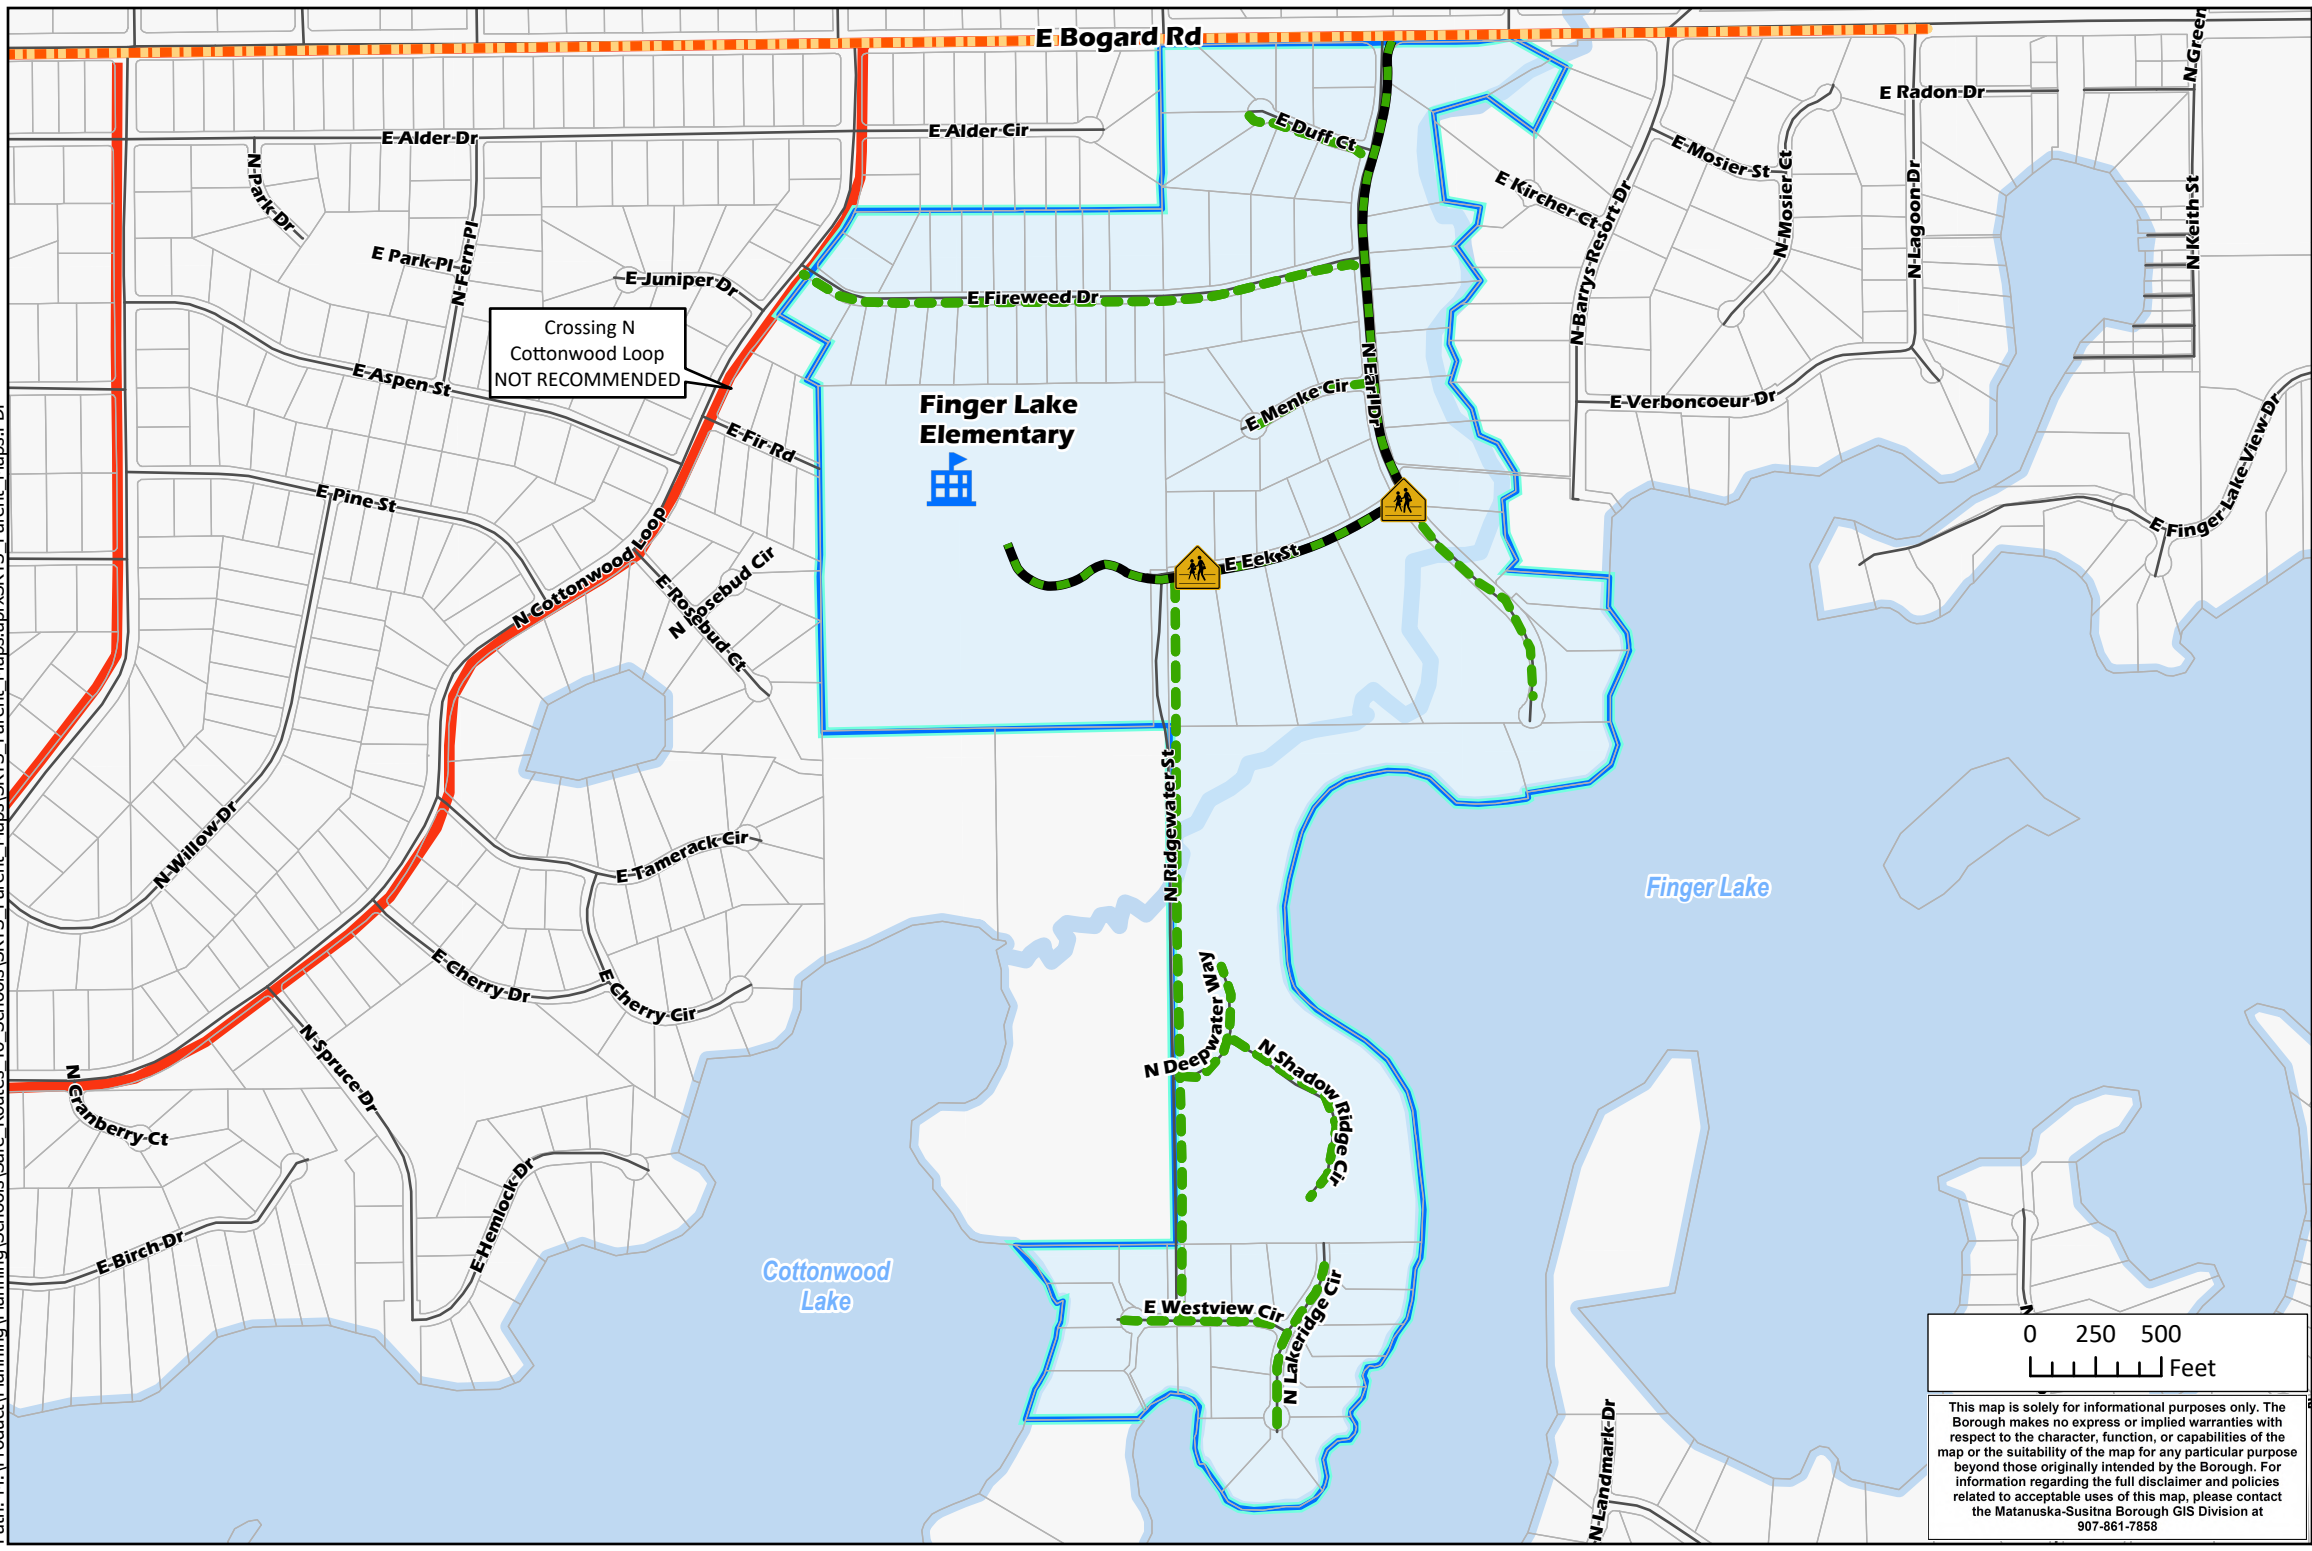 E Bogard Rd
N Green
E Radon Dr
E Alder Dr
E Alder Cir
E Duff Ct
E Mosier St
N Mosier Ct
N Park Dr
E Kircher Ct
N Barrys Resort Dr
N Lagoon Dr
N Keith St
E Park Pl
N Fern Pl
E Juniper Dr
E Fireweed Dr
Crossing N
Cottonwood Loop
NOT RECOMMENDED
E Aspen St
N Earl Dr
E Menke Cir
E Verboncoeur Dr
Finger Lake
Elementary
E Fir Rd
E Finger Lake View Dr
E Pine St
N Cottonwood Loop
E Eek St
N Rosebud Cir
E Rosebud Ct
N Willow Dr
N Ridgewater St
E Tamerack Cir
Finger Lake
E Cherry Dr
E Cherry Cir
N Deepwater Way
N Shadow Ridge Cir
N Spruce Dr
N Cranberry Ct
E Hemlock Dr
E Birch Dr
Cottonwood
Lake
E Westview Cir
N Lakeridge Cir
N
0 250 500
Feet
N Landmark Dr
This map is solely for informational purposes only. The
Borough makes no express or implied warranties with
respect to the character, function, or capabilities of the
map or the suitability of the map for any particular purpose
beyond those originally intended by the Borough. For
information regarding the full disclaimer and policies
related to acceptable uses of this map, please contact
the Matanuska-Susitna Borough GIS Division at
907-861-7858